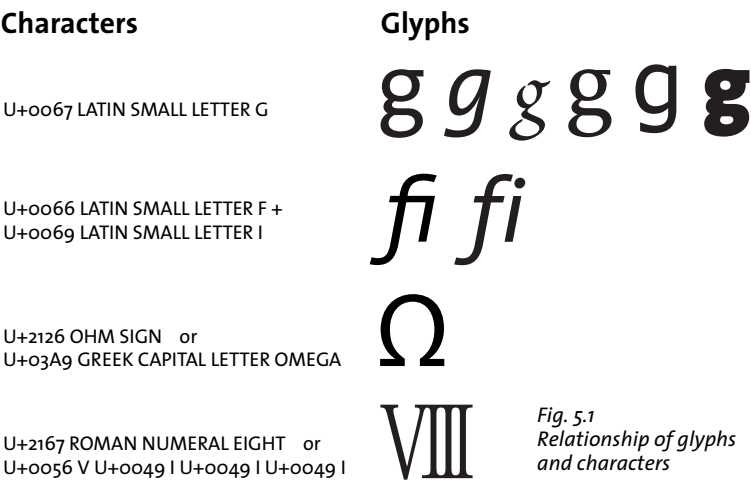 Characters Glyphs
U+0067 LATIN SMALL LETTER G g g g g g g
U+0066 LATIN SMALL LETTER F +
U+0069 LATIN SMALL LETTER I fi fi
U+2126 OHM SIGN or
U+03A9 GREEK CAPITAL LETTER OMEGA Ω
U+2167 ROMAN NUMERAL EIGHT or
U+0056 V U+0049 I U+0049 I U+0049 I VIII
Fig. 5.1
Relationship of glyphs
and characters